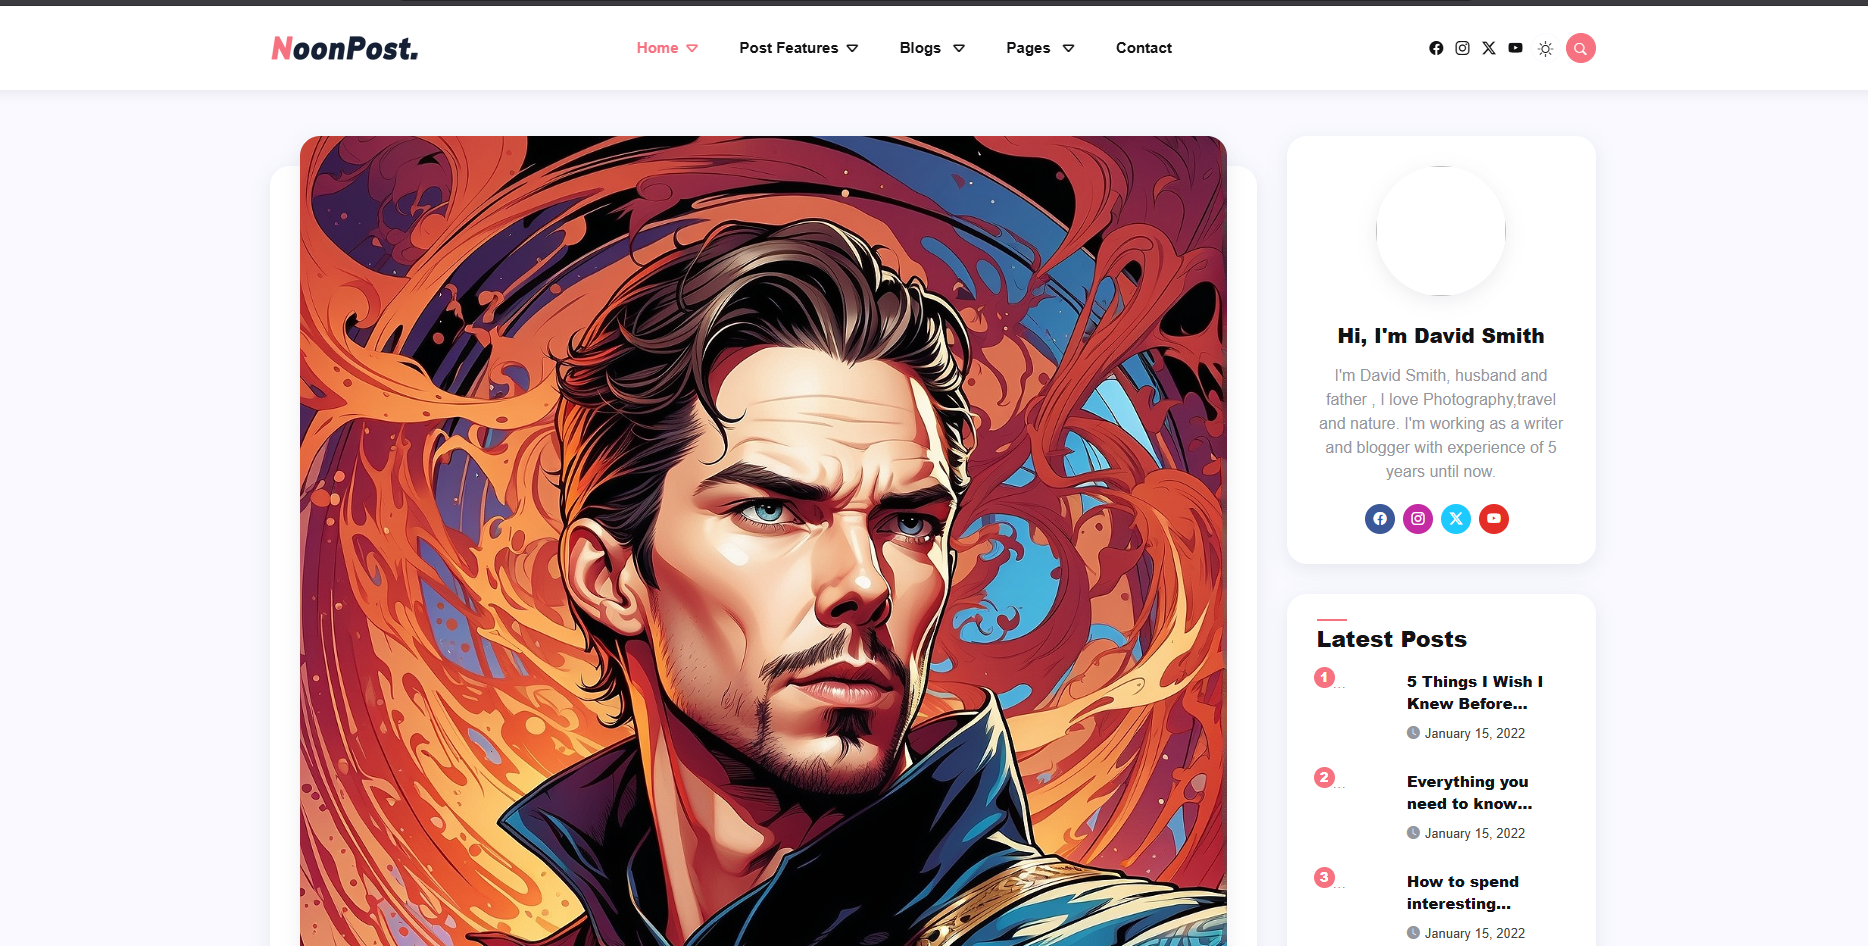 NoonPost.
Home
Post Features
Blogs
Pages
Contact
Hi, I'm David Smith
I'm David Smith, husband and
father , I love Photography,travel
and nature. I'm working as a writer
and blogger with experience of 5
years until now.
Latest Posts
1
...
5 Things I Wish I
Knew Before...
January 15, 2022
2
...
Everything you
need to know...
January 15, 2022
3
...
How to spend
interesting...
January 15, 2022